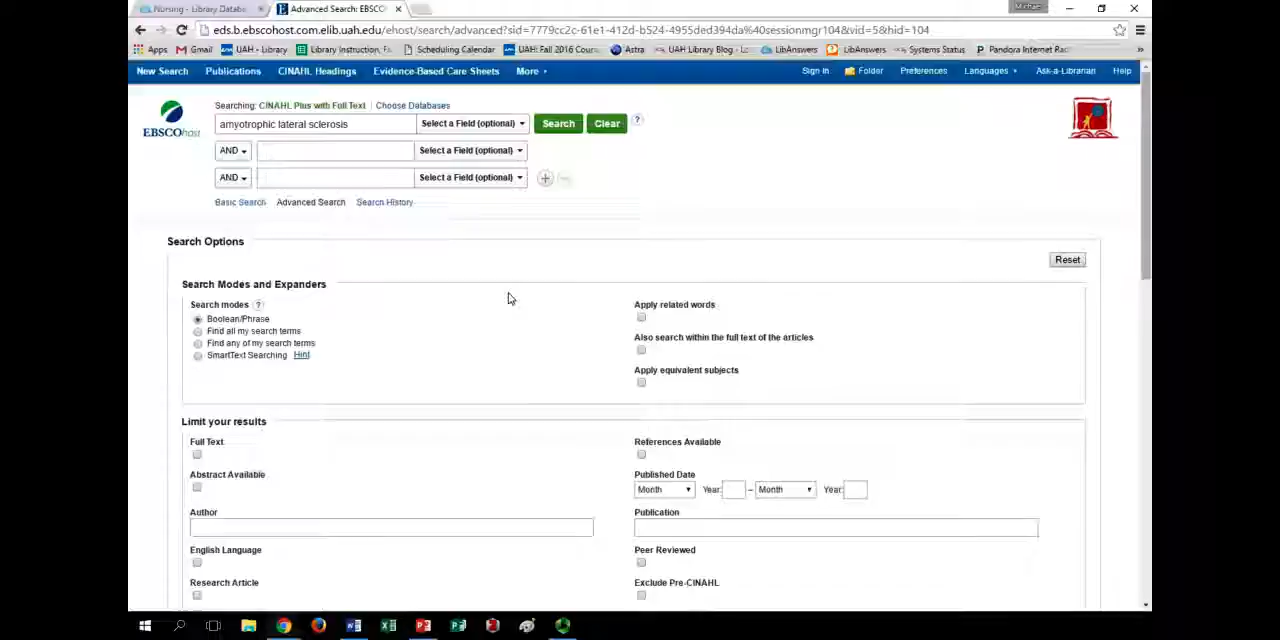 Nursing - Library Databa
Advanced Search: EBSCO
Michael
eds.b.ebscohost.com.elib.uah.edu/ehost/search/advanced?sid=7779cc2c-61e1-412d-b524-4955ded394da%40sessionmgr104&vid=5&hid=104
Apps Gmail UAH - Library Library Instruction, Scheduling Calendar UAH: Fall 2016 Cours Astra UAH Library Blog - L LibAnswers LibAnswers Systems Status Pandora Internet Rad
New Search Publications CINAHL Headings Evidence-Based Care Sheets More
Sign In Folder Preferences Languages Ask-a-Librarian Help
EBSCOhost
Searching: CINAHL Plus with Full Text | Choose Databases
amyotrophic lateral sclerosis Select a Field (optional) Search Clear ?
AND Select a Field (optional)
AND Select a Field (optional)
Basic Search Advanced Search Search History
Search Options
Reset
Search Modes and Expanders
Search modes ?
Boolean/Phrase
Find all my search terms
Find any of my search terms
SmartText Searching Hint
Apply related words
Also search within the full text of the articles
Apply equivalent subjects
Limit your results
Full Text
References Available
Abstract Available
Published Date
Month Year: – Month Year:
Author
Publication
English Language
Peer Reviewed
Research Article
Exclude Pre-CINAHL